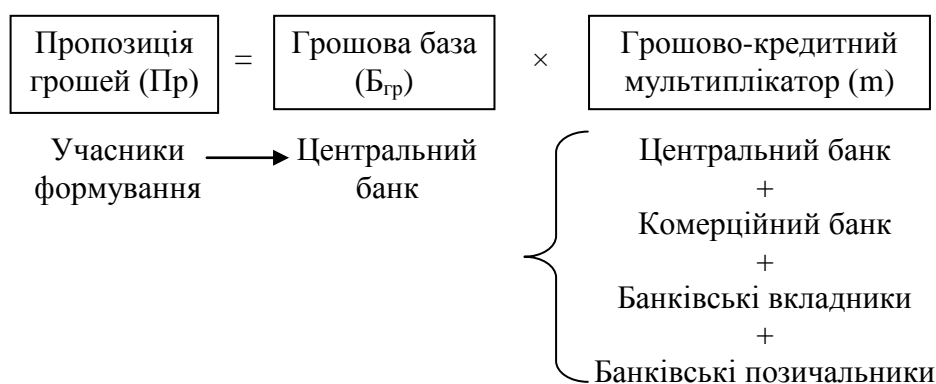 Пропозиція
грошей (Пр)
=
Грошова база
(Бгр)
×
Грошово-кредитний
мультиплікатор (m)
Учасники
формування
Центральний
банк
Центральний банк
+
Комерційний банк
+
Банківські вкладники
+
Банківські позичальники